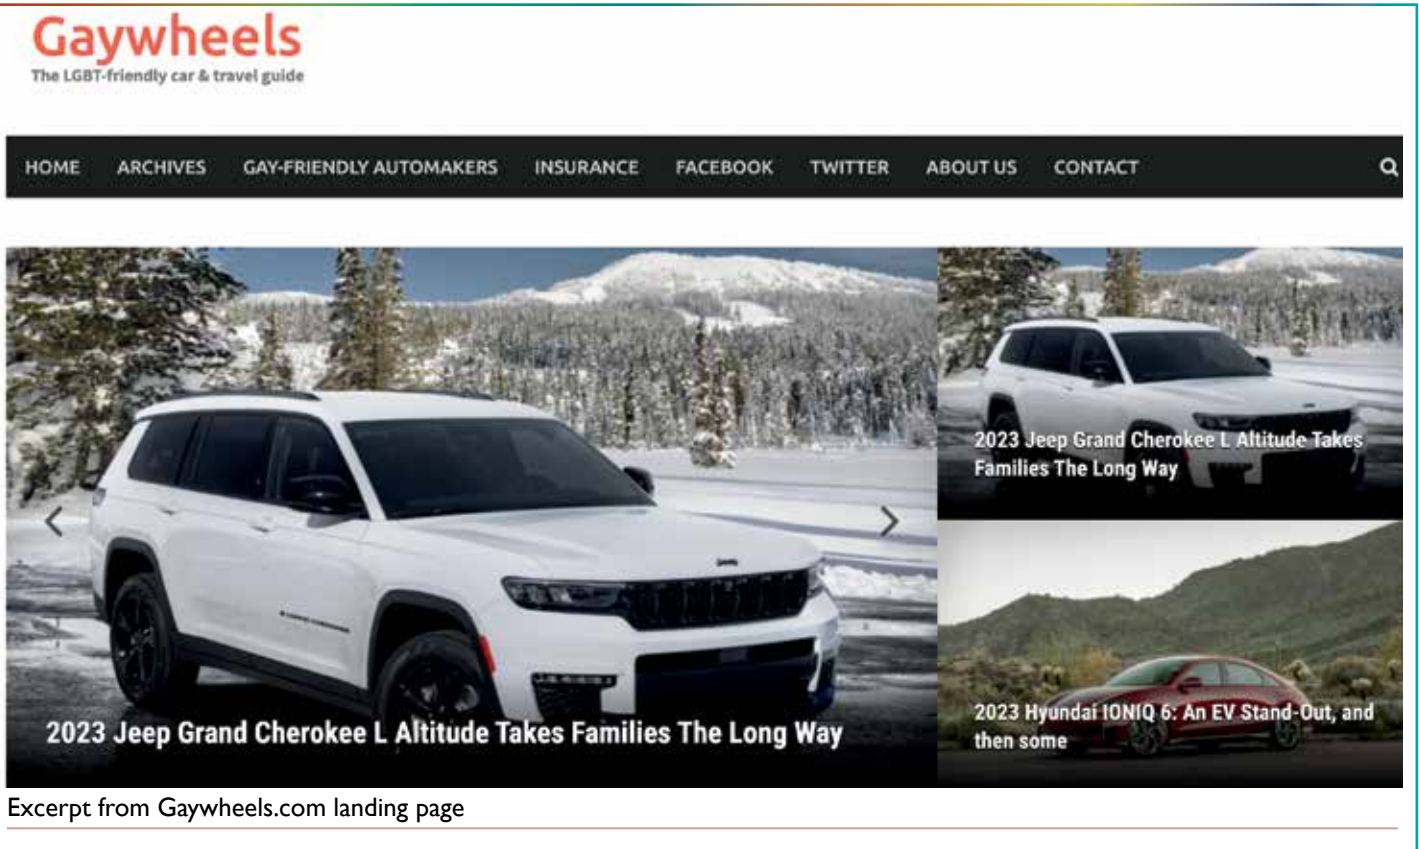 Gaywheels
The LGBT-friendly car & travel guide
HOME ARCHIVES GAY-FRIENDLY AUTOMAKERS INSURANCE FACEBOOK TWITTER ABOUT US CONTACT
2023 Jeep Grand Cherokee L Altitude Takes Families The Long Way
2023 Jeep Grand Cherokee L Altitude Takes
Families The Long Way
2023 Hyundai IONIQ 6: An EV Stand-Out, and
then some
Excerpt from Gaywheels.com landing page